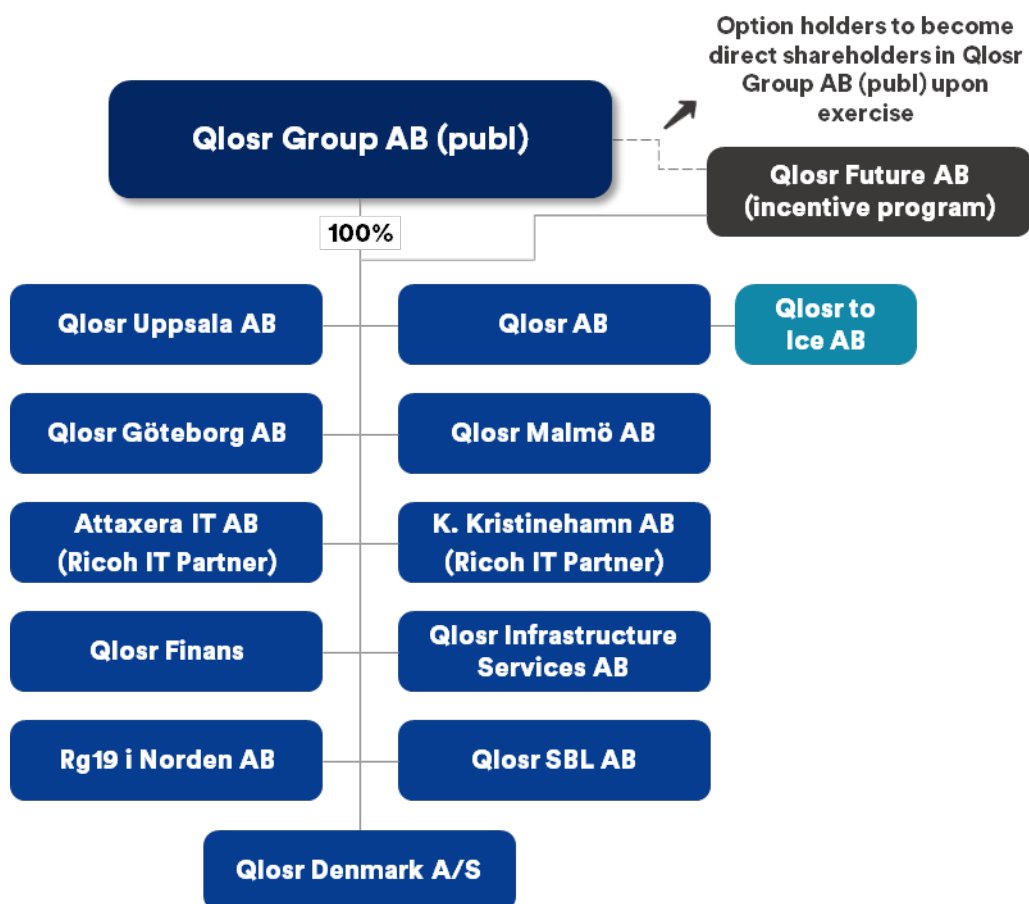 Option holders to become
direct shareholders in Qlosr
Group AB (publ) upon
exercise
Qlosr Group AB (publ)
Qlosr Future AB
(incentive program)
100%
Qlosr Uppsala AB
Qlosr AB
Qlosr to
Ice AB
Qlosr Göteborg AB
Qlosr Malmö AB
Attaxera IT AB
(Ricoh IT Partner)
K. Kristinehamn AB
(Ricoh IT Partner)
Qlosr Finans
Qlosr Infrastructure
Services AB
Rg19 i Norden AB
Qlosr SBL AB
Qlosr Denmark A/S